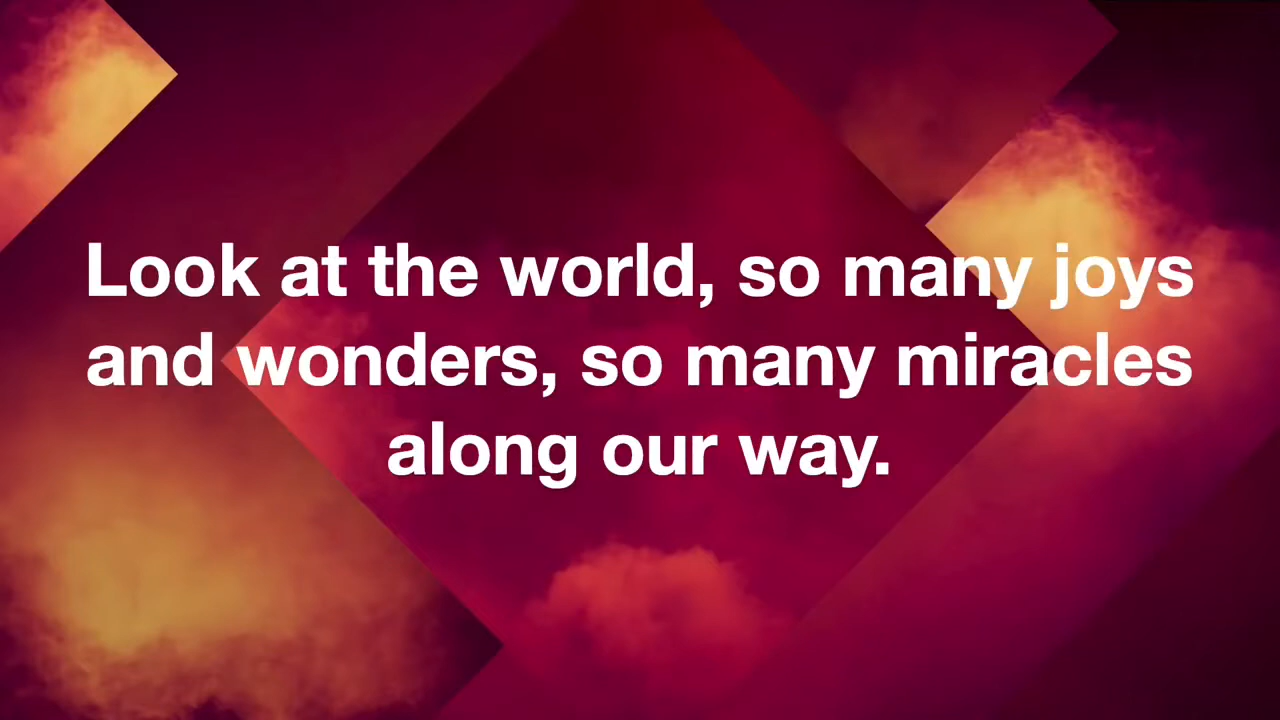 Look at the world, so many joys
and wonders, so many miracles
along our way.